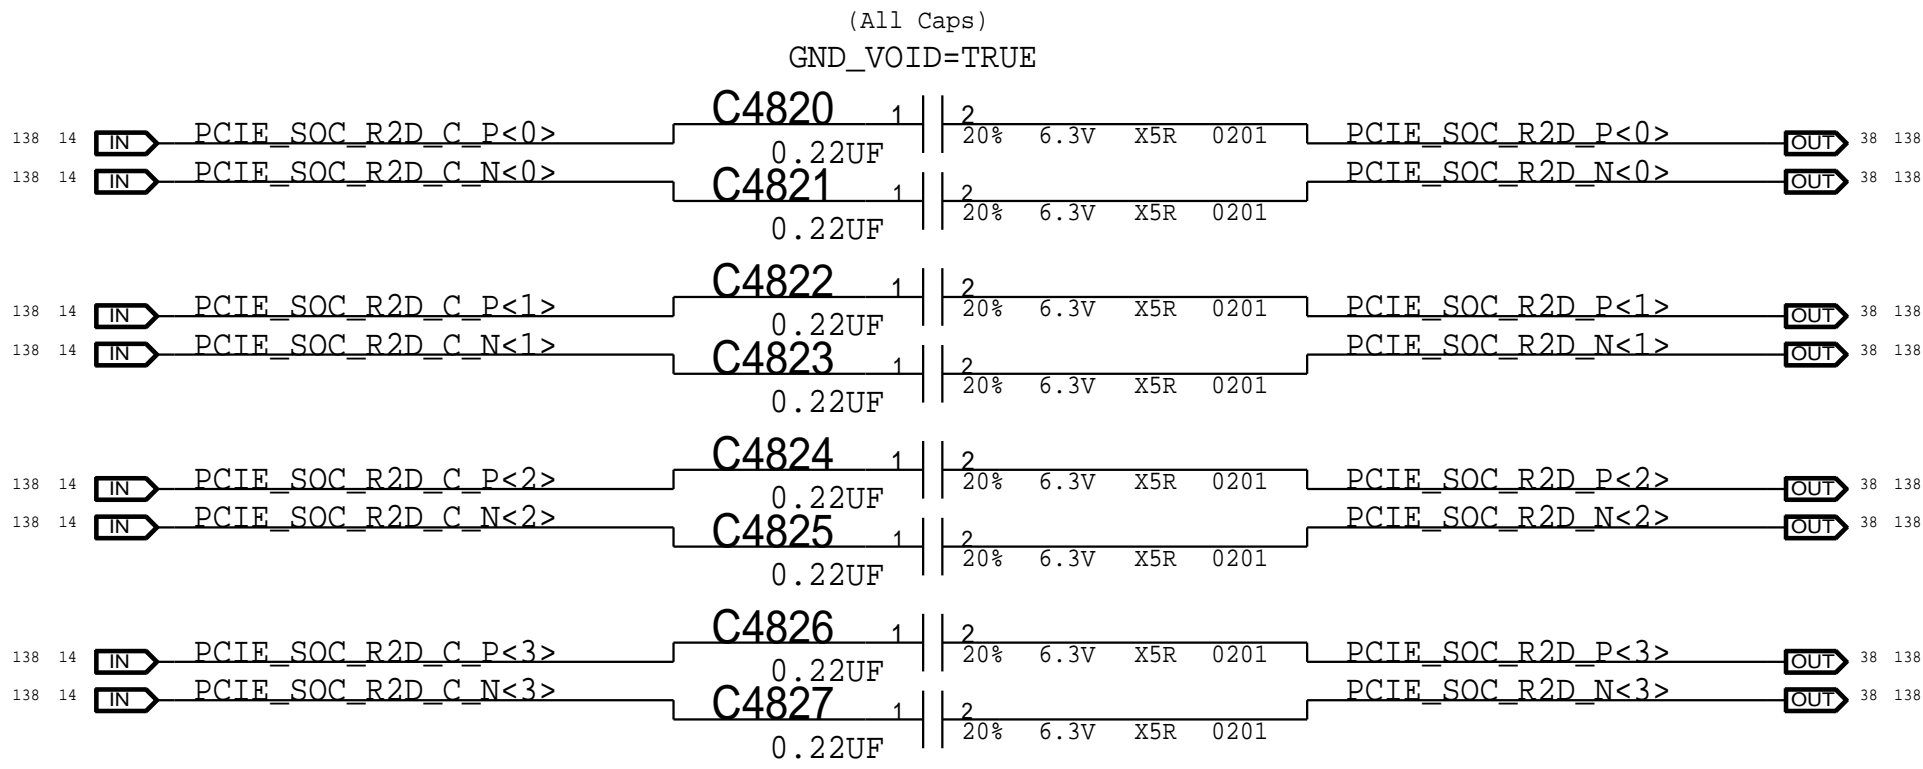 (All Caps)
GND_VOID=TRUE
C4820
138 14 IN PCIE_SOC_R2D_C_P<0> 1 2 20% 6.3V X5R 0201 PCIE_SOC_R2D_P<0> OUT 38 138
0.22UF
138 14 IN PCIE_SOC_R2D_C_N<0> C4821 1 2 PCIE_SOC_R2D_N<0> OUT 38 138
20% 6.3V X5R 0201
0.22UF
C4822
138 14 IN PCIE_SOC_R2D_C_P<1> 1 2 20% 6.3V X5R 0201 PCIE_SOC_R2D_P<1> OUT 38 138
0.22UF
138 14 IN PCIE_SOC_R2D_C_N<1> C4823 1 2 PCIE_SOC_R2D_N<1> OUT 38 138
20% 6.3V X5R 0201
0.22UF
C4824
138 14 IN PCIE_SOC_R2D_C_P<2> 1 2 20% 6.3V X5R 0201 PCIE_SOC_R2D_P<2> OUT 38 138
0.22UF
138 14 IN PCIE_SOC_R2D_C_N<2> C4825 1 2 PCIE_SOC_R2D_N<2> OUT 38 138
20% 6.3V X5R 0201
0.22UF
C4826
138 14 IN PCIE_SOC_R2D_C_P<3> 1 2 20% 6.3V X5R 0201 PCIE_SOC_R2D_P<3> OUT 38 138
0.22UF
138 14 IN PCIE_SOC_R2D_C_N<3> C4827 1 2 PCIE_SOC_R2D_N<3> OUT 38 138
20% 6.3V X5R 0201
0.22UF